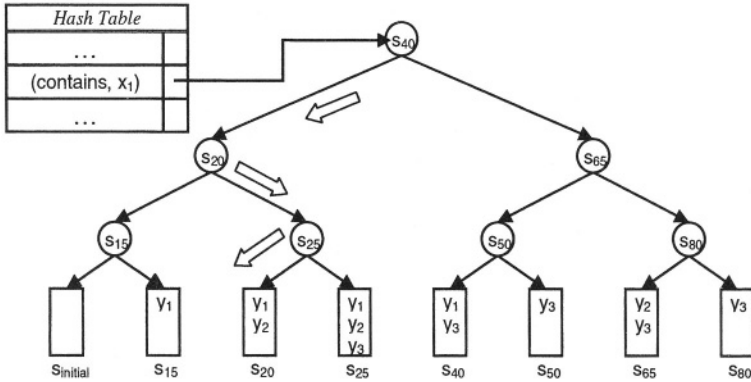 Hash Table
...
(contains, x₁)
...
s₄₀
s₂₀
s₆₅
s₁₅
s₂₅
s₅₀
s₈₀
y₁
y₁
y₂
y₁
y₂
y₃
y₁
y₃
y₃
y₂
y₃
y₃
s_initial
s₁₅
s₂₀
s₂₅
s₄₀
s₅₀
s₆₅
s₈₀